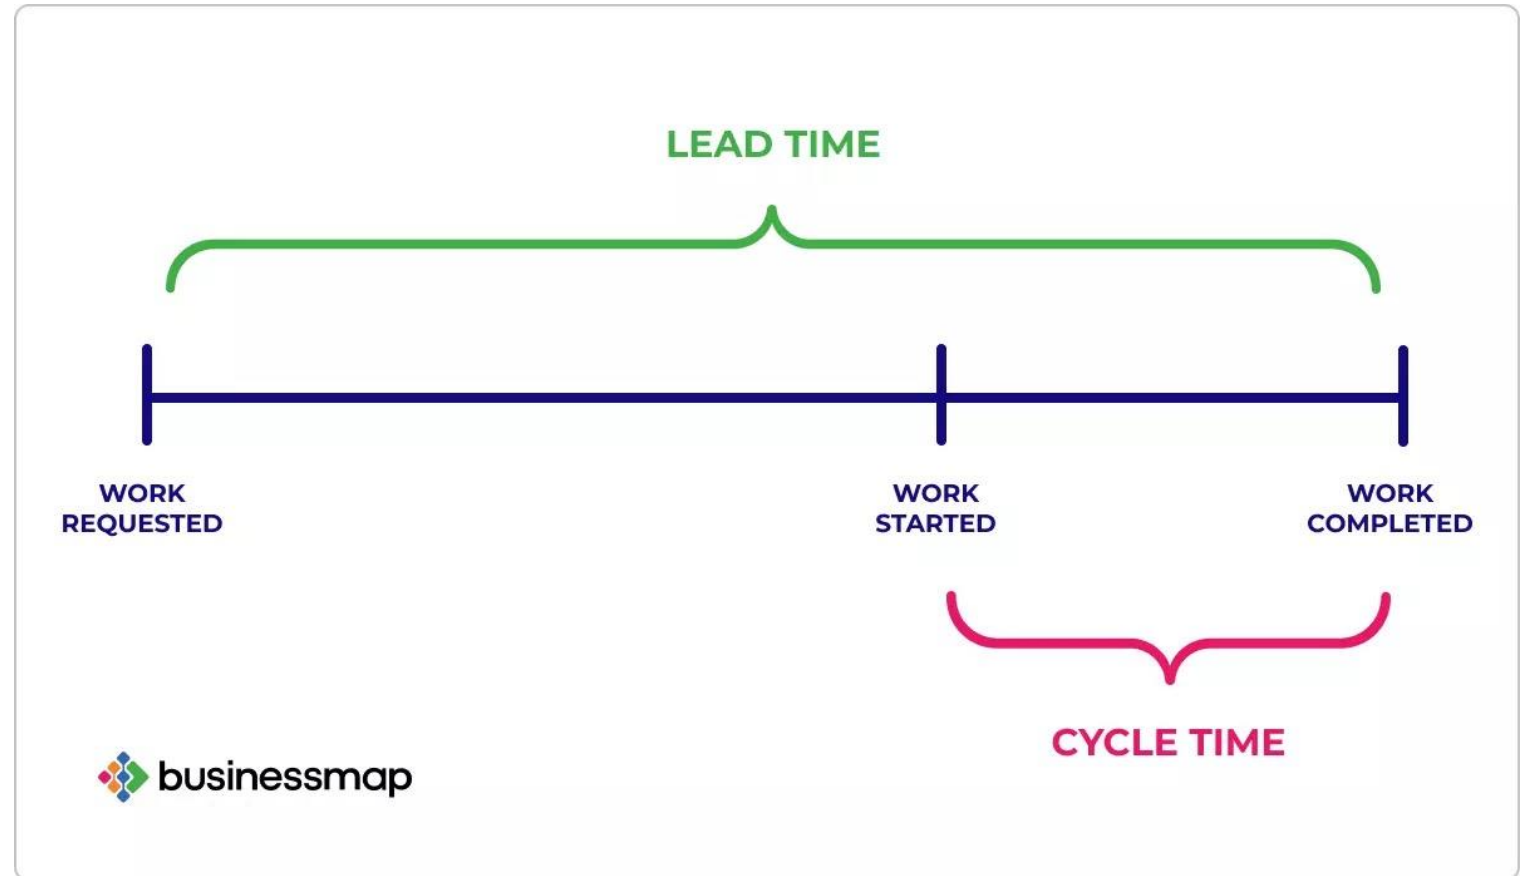 LEAD TIME
WORK
REQUESTED
WORK
STARTED
WORK
COMPLETED
CYCLE TIME
businessmap